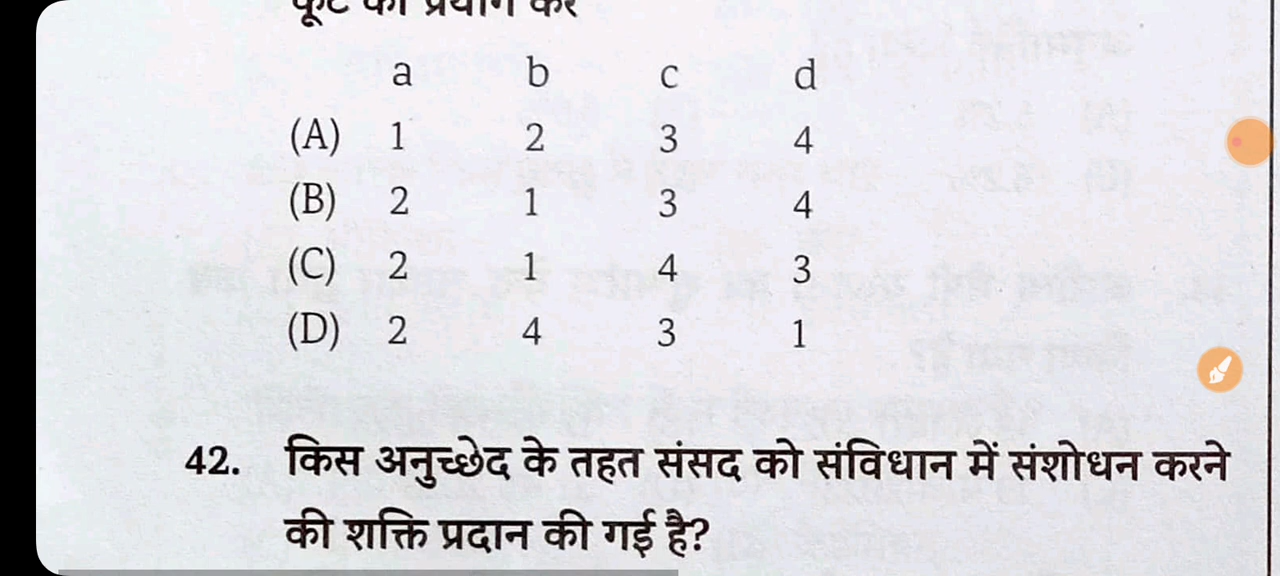 a b c d
(A) 1 2 3 4
(B) 2 1 3 4
(C) 2 1 4 3
(D) 2 4 3 1
42. किस अनुच्छेद के तहत संसद को संविधान में संशोधन करने
की शक्ति प्रदान की गई है?